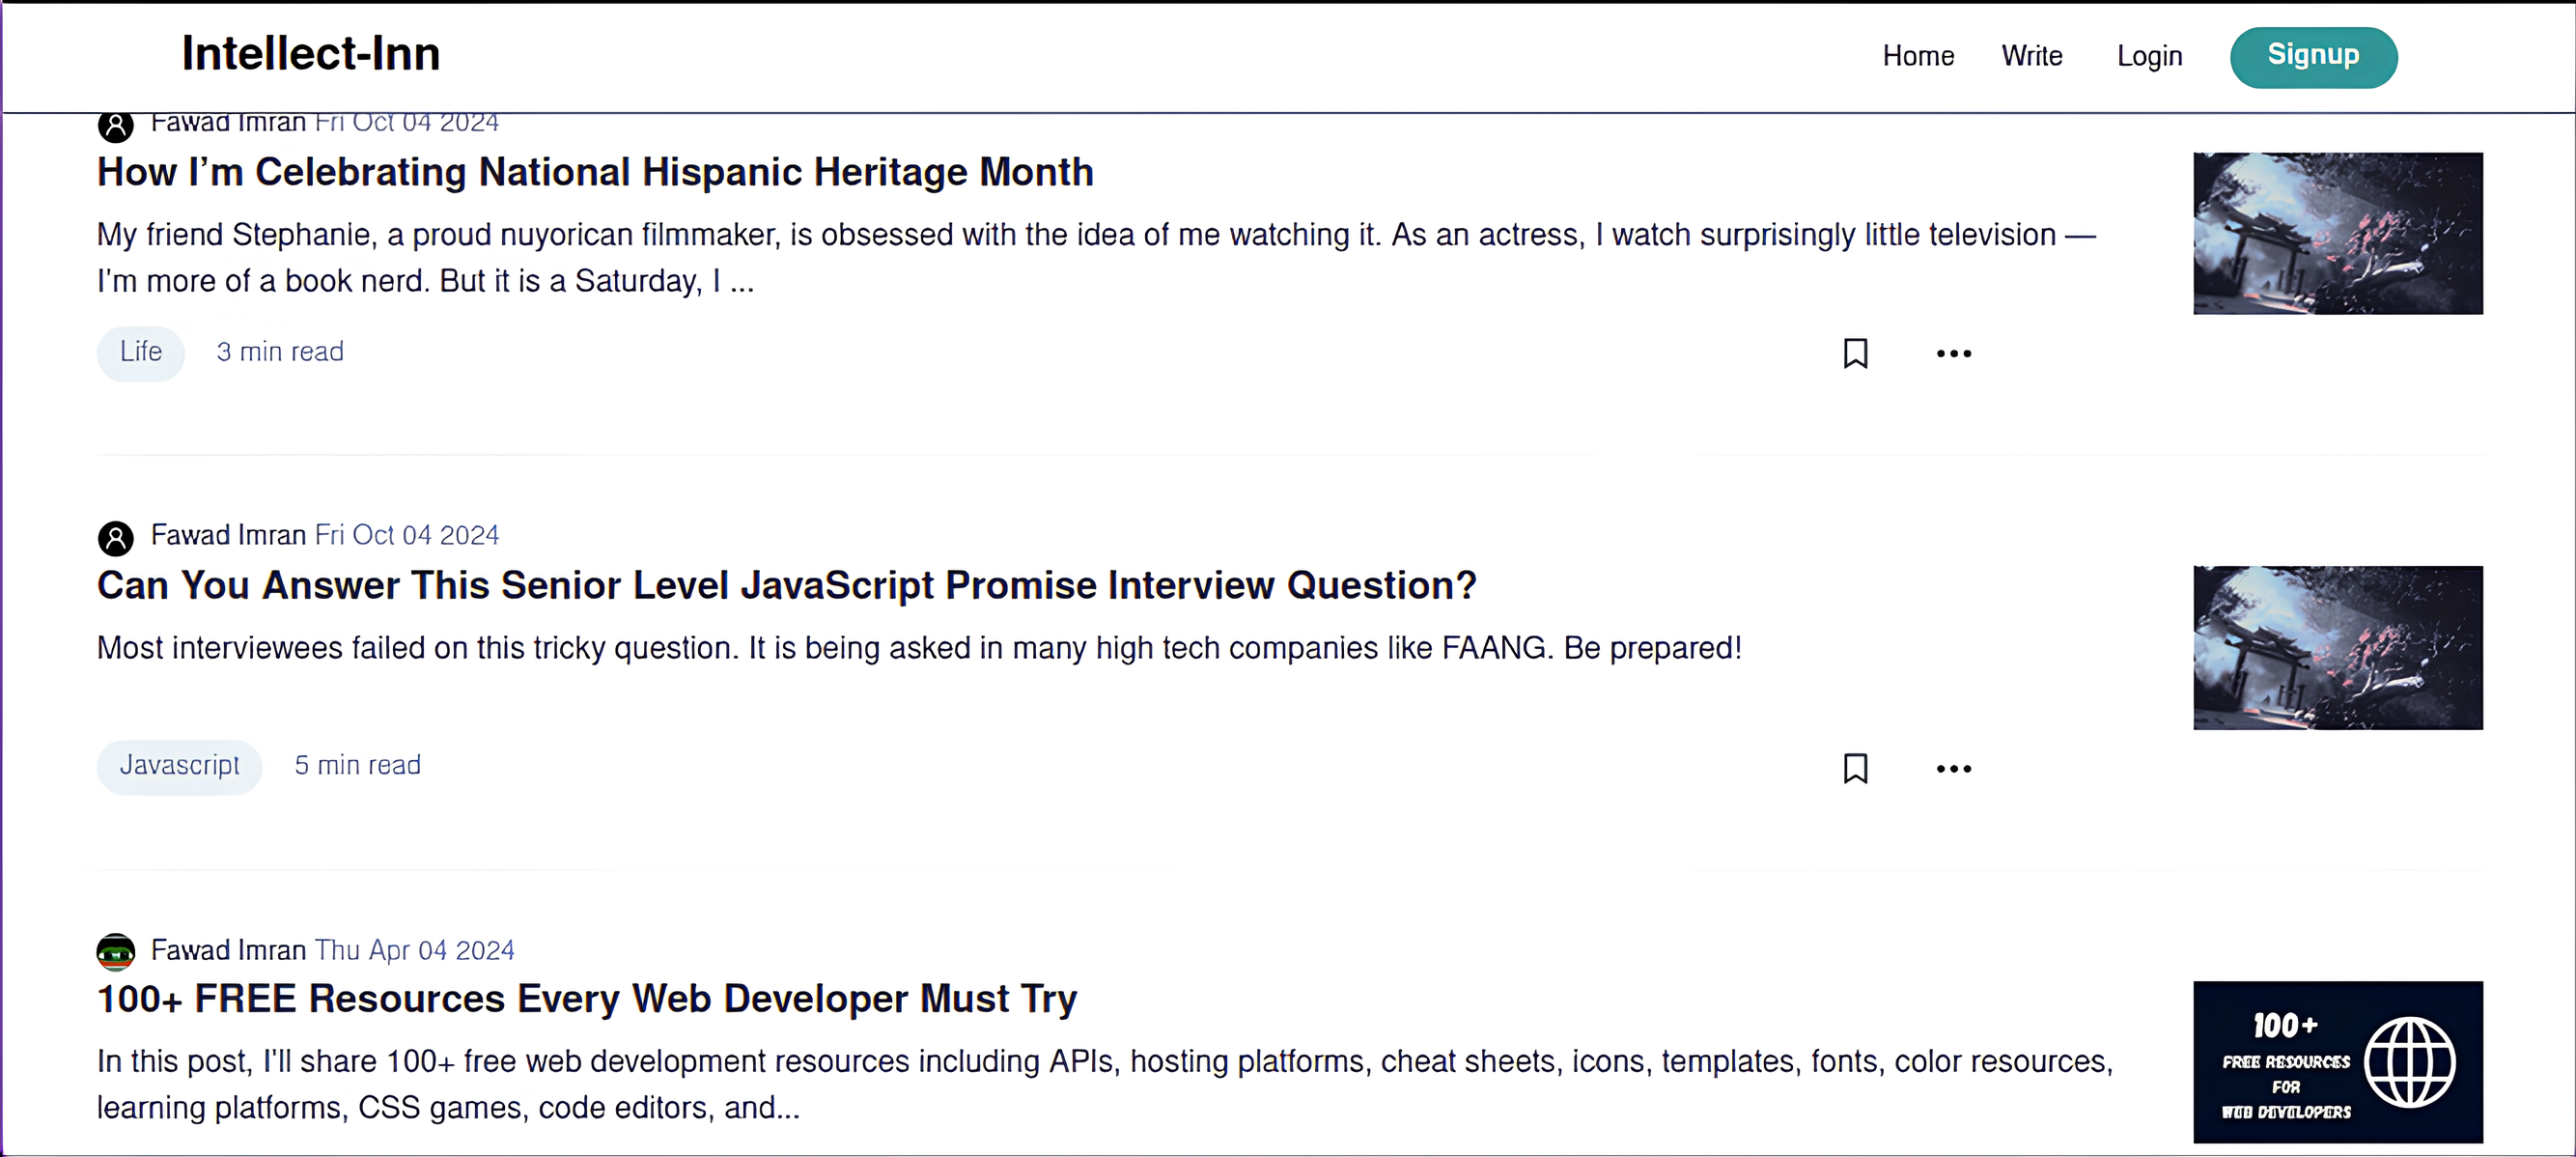 Intellect-Inn
Home Write Login Signup
Fawad Imran Fri Oct 04 2024
How I’m Celebrating National Hispanic Heritage Month
My friend Stephanie, a proud nuyorican filmmaker, is obsessed with the idea of me watching it. As an actress, I watch surprisingly little television —
I'm more of a book nerd. But it is a Saturday, I ...
Life 3 min read
Fawad Imran Fri Oct 04 2024
Can You Answer This Senior Level JavaScript Promise Interview Question?
Most interviewees failed on this tricky question. It is being asked in many high tech companies like FAANG. Be prepared!
Javascript 5 min read
Fawad Imran Thu Apr 04 2024
100+ FREE Resources Every Web Developer Must Try
In this post, I'll share 100+ free web development resources including APIs, hosting platforms, cheat sheets, icons, templates, fonts, color resources,
learning platforms, CSS games, code editors, and...
100+
FREE RESOURCES
FOR
WEB DEVELOPERS